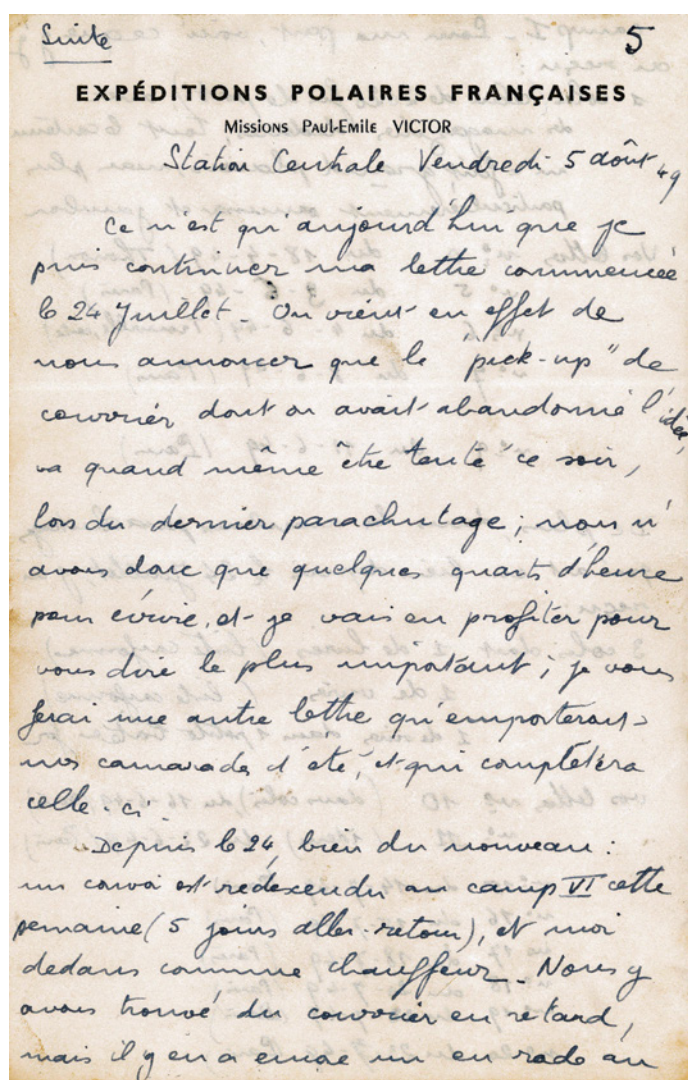 Suite 5
EXPÉDITIONS POLAIRES FRANÇAISES
Missions Paul-Emile VICTOR
Station Centrale Vendredi 5 août 49
Ce n'est qu'aujourd'hui que je
puis continuer ma lettre commencée
le 24 Juillet - On vient en effet de
nous annoncer que le "pick-up" de
courrier dont on avait abandonné l'idée,
va quand même être tenté ce soir,
lors du dernier parachutage ; nous n'
avons donc que quelques quarts d'heure
pour écrire, et je vais en profiter pour
vous dire le plus important ; je vous
ferai une autre lettre qu'emporteront
nos camarades d'été, et qui complètera
celle-ci.
Depuis le 24, bien du nouveau :
un convoi est redescendu au camp VI cette
semaine (5 jours aller-retour), et moi
dedans comme chauffeur - Nous y
avons trouvé du courrier en retard,
mais il y en a encore un en rade au